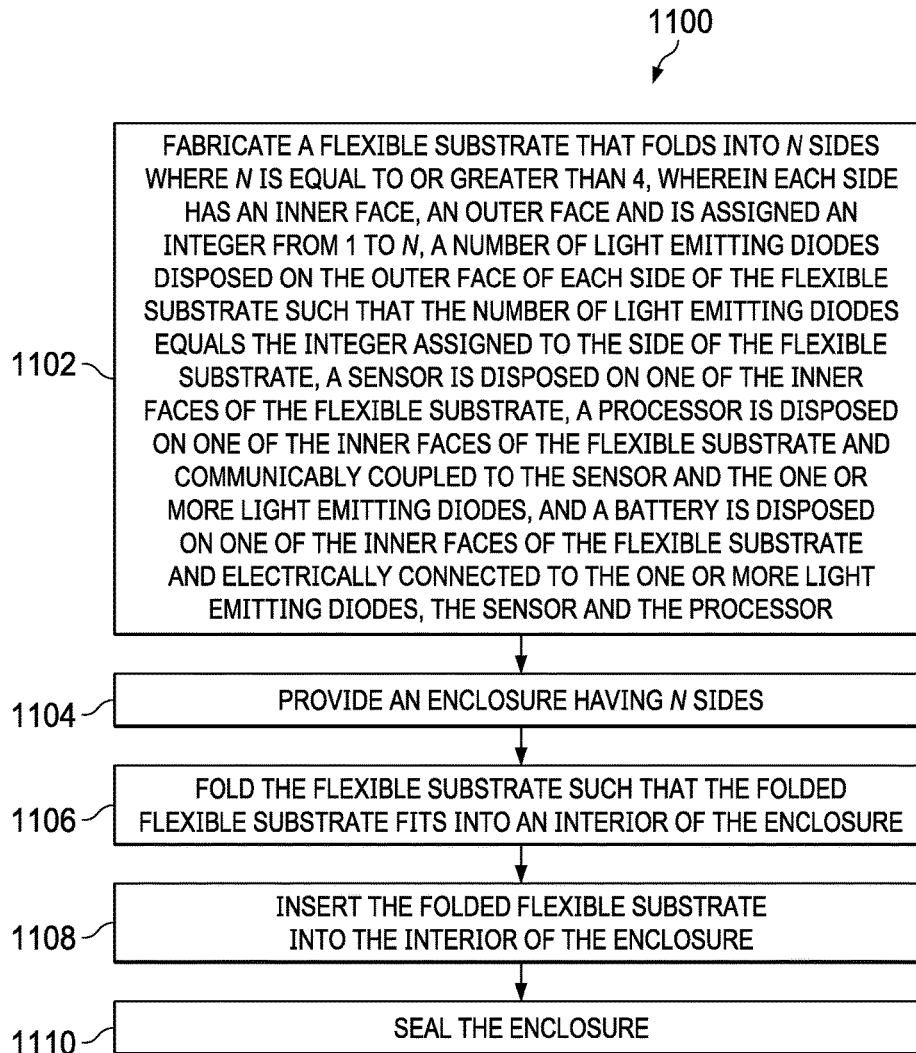 1100
FABRICATE A FLEXIBLE SUBSTRATE THAT FOLDS INTO N SIDES
WHERE N IS EQUAL TO OR GREATER THAN 4, WHEREIN EACH SIDE
HAS AN INNER FACE, AN OUTER FACE AND IS ASSIGNED AN
INTEGER FROM 1 TO N, A NUMBER OF LIGHT EMITTING DIODES
DISPOSED ON THE OUTER FACE OF EACH SIDE OF THE FLEXIBLE
SUBSTRATE SUCH THAT THE NUMBER OF LIGHT EMITTING DIODES
EQUALS THE INTEGER ASSIGNED TO THE SIDE OF THE FLEXIBLE
SUBSTRATE, A SENSOR IS DISPOSED ON ONE OF THE INNER
FACES OF THE FLEXIBLE SUBSTRATE, A PROCESSOR IS DISPOSED
ON ONE OF THE INNER FACES OF THE FLEXIBLE SUBSTRATE AND
COMMUNICABLY COUPLED TO THE SENSOR AND THE ONE OR
MORE LIGHT EMITTING DIODES, AND A BATTERY IS DISPOSED
ON ONE OF THE INNER FACES OF THE FLEXIBLE SUBSTRATE
AND ELECTRICALLY CONNECTED TO THE ONE OR MORE LIGHT
EMITTING DIODES, THE SENSOR AND THE PROCESSOR
1102
PROVIDE AN ENCLOSURE HAVING N SIDES
1104
FOLD THE FLEXIBLE SUBSTRATE SUCH THAT THE FOLDED
FLEXIBLE SUBSTRATE FITS INTO AN INTERIOR OF THE ENCLOSURE
1106
INSERT THE FOLDED FLEXIBLE SUBSTRATE
INTO THE INTERIOR OF THE ENCLOSURE
1108
SEAL THE ENCLOSURE
1110